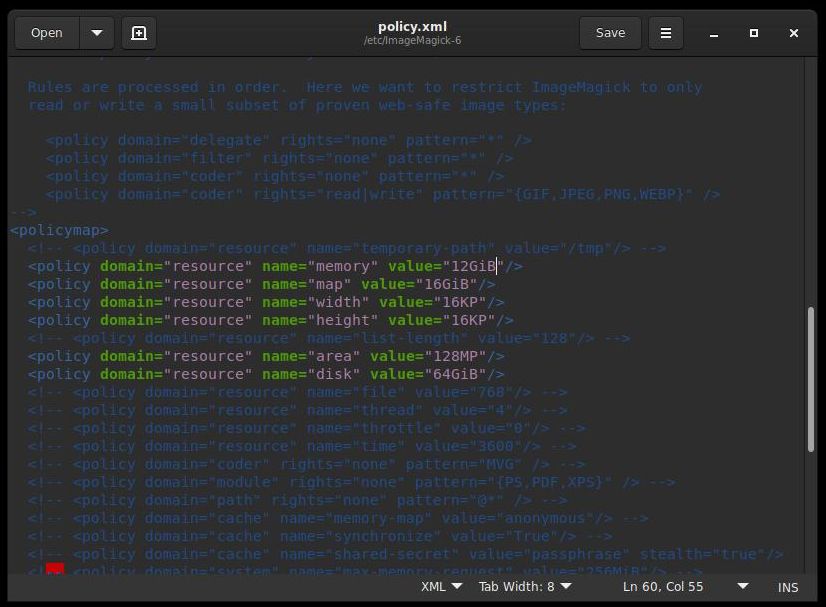 Open
policy.xml
/etc/ImageMagick-6
Save
Rules are processed in order.  Here we want to restrict ImageMagick to only
read or write a small subset of proven web-safe image types:
<policy domain="delegate" rights="none" pattern="*" />
<policy domain="filter" rights="none" pattern="*" />
<policy domain="coder" rights="none" pattern="*" />
<policy domain="coder" rights="read|write" pattern="{GIF,JPEG,PNG,WEBP}" />
-->
<policymap>
<!-- <policy domain="resource" name="temporary-path" value="/tmp"/> -->
<policy domain="resource" name="memory" value="12GiB"/>
<policy domain="resource" name="map" value="16GiB"/>
<policy domain="resource" name="width" value="16KP"/>
<policy domain="resource" name="height" value="16KP"/>
<!-- <policy domain="resource" name="list-length" value="128"/> -->
<policy domain="resource" name="area" value="128MP"/>
<policy domain="resource" name="disk" value="64GiB"/>
<!-- <policy domain="resource" name="file" value="768"/> -->
<!-- <policy domain="resource" name="thread" value="4"/> -->
<!-- <policy domain="resource" name="throttle" value="0"/> -->
<!-- <policy domain="resource" name="time" value="3600"/> -->
<!-- <policy domain="coder" rights="none" pattern="MVG" /> -->
<!-- <policy domain="module" rights="none" pattern="{PS,PDF,XPS}" /> -->
<!-- <policy domain="path" rights="none" pattern="@*" /> -->
<!-- <policy domain="cache" name="memory-map" value="anonymous"/> -->
<!-- <policy domain="cache" name="synchronize" value="True"/> -->
<!-- <policy domain="cache" name="shared-secret" value="passphrase" stealth="true"/>
<!-- <policy domain="system" name="max-memory-request" value="256MiB"/> -->
XML
Tab Width: 8
Ln 60, Col 55
INS